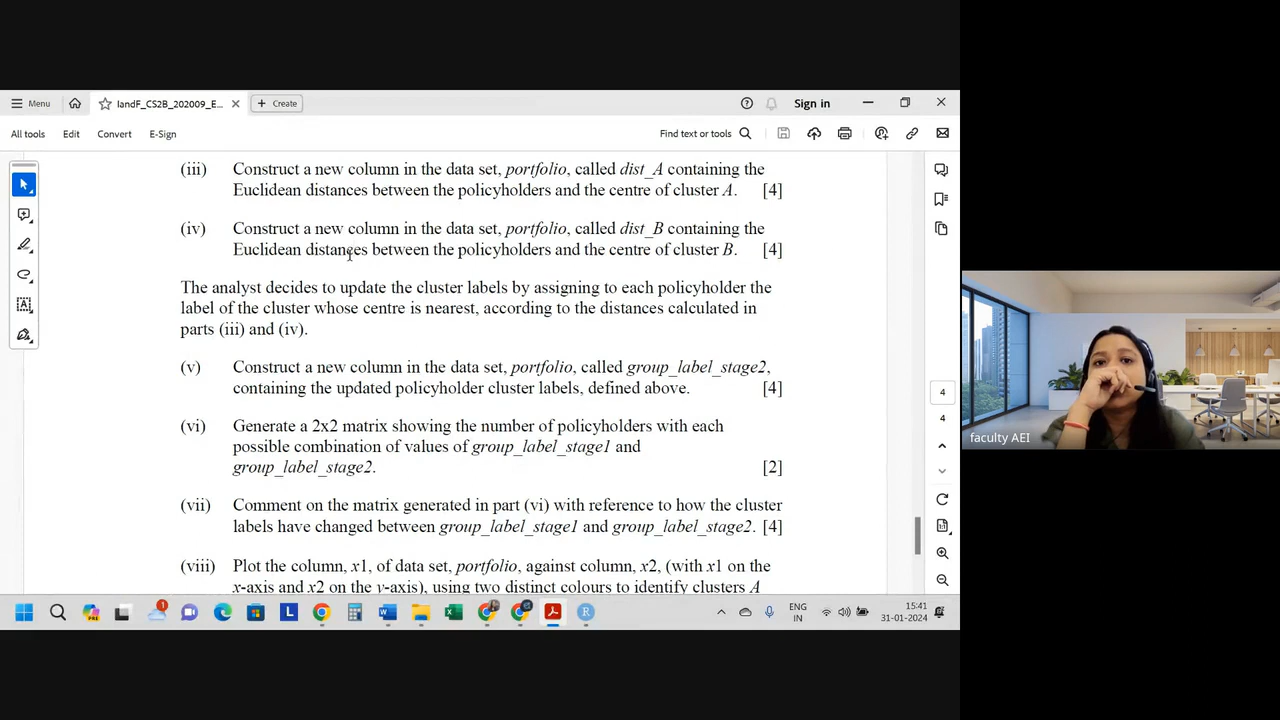 Menu
IandF_CS2B_202009_E...
Create
Sign in
All tools
Edit
Convert
E-Sign
Find text or tools
(iii) Construct a new column in the data set, portfolio, called dist_A containing the
Euclidean distances between the policyholders and the centre of cluster A. [4]
(iv) Construct a new column in the data set, portfolio, called dist_B containing the
Euclidean distances between the policyholders and the centre of cluster B. [4]
The analyst decides to update the cluster labels by assigning to each policyholder the
label of the cluster whose centre is nearest, according to the distances calculated in
parts (iii) and (iv).
(v) Construct a new column in the data set, portfolio, called group_label_stage2,
containing the updated policyholder cluster labels, defined above. [4]
(vi) Generate a 2x2 matrix showing the number of policyholders with each
possible combination of values of group_label_stage1 and
group_label_stage2. [2]
(vii) Comment on the matrix generated in part (vi) with reference to how the cluster
labels have changed between group_label_stage1 and group_label_stage2. [4]
(viii) Plot the column, x1, of data set, portfolio, against column, x2, (with x1 on the
x-axis and x2 on the y-axis), using two distinct colours to identify clusters A
4
4
faculty AEI
1
L
R
ENG
IN
15:41
31-01-2024